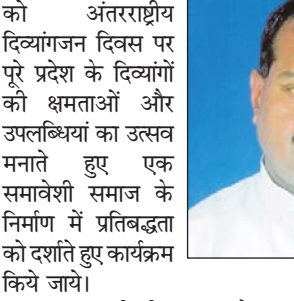 को अंतरराष्ट्रीय
दिव्यांगजन दिवस पर
पूरे प्रदेश के दिव्यांगों
की क्षमताओं और
उपलब्धियां का उत्सव
मनाते हुए एक
समावेशी समाज के
निर्माण में प्रतिबद्धता
को दर्शाते हुए कार्यक्रम
किये जाये।